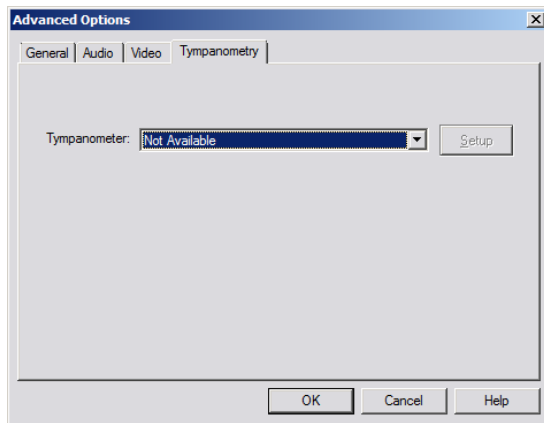 Advanced Options
General Audio Video Tympanometry
Tympanometer: Not Available Setup
OK Cancel Help